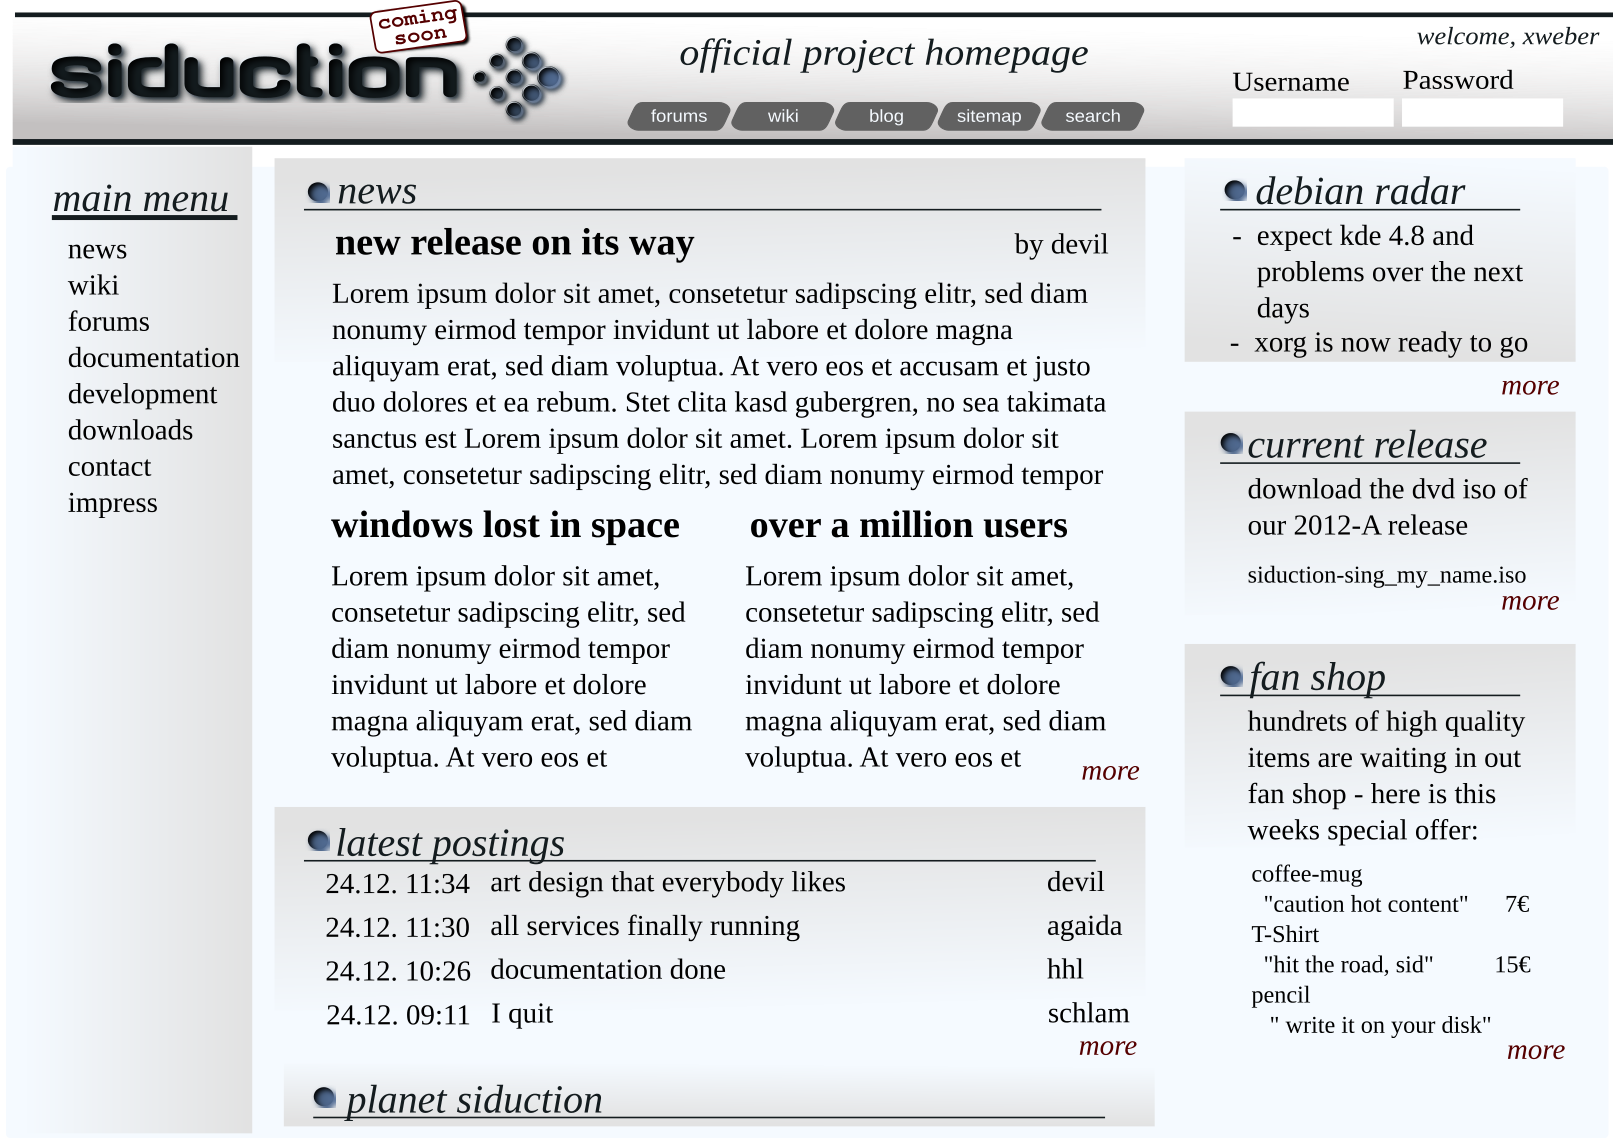 coming
soon
siduction
official project homepage
welcome, xweber
Username
Password
forums
wiki
blog
sitemap
search
main menu
news
wiki
forums
documentation
development
downloads
contact
impress
news
new release on its way
by devil
Lorem ipsum dolor sit amet, consetetur sadipscing elitr, sed diam
nonumy eirmod tempor invidunt ut labore et dolore magna
aliquyam erat, sed diam voluptua. At vero eos et accusam et justo
duo dolores et ea rebum. Stet clita kasd gubergren, no sea takimata
sanctus est Lorem ipsum dolor sit amet. Lorem ipsum dolor sit
amet, consetetur sadipscing elitr, sed diam nonumy eirmod tempor
windows lost in space
Lorem ipsum dolor sit amet,
consetetur sadipscing elitr, sed
diam nonumy eirmod tempor
invidunt ut labore et dolore
magna aliquyam erat, sed diam
voluptua. At vero eos et
over a million users
Lorem ipsum dolor sit amet,
consetetur sadipscing elitr, sed
diam nonumy eirmod tempor
invidunt ut labore et dolore
magna aliquyam erat, sed diam
voluptua. At vero eos et
more
latest postings
24.12. 11:34 art design that everybody likes devil
24.12. 11:30 all services finally running agaida
24.12. 10:26 documentation done hhl
24.12. 09:11 I quit schlam
more
planet siduction
debian radar
- expect kde 4.8 and
problems over the next
days
- xorg is now ready to go
more
current release
download the dvd iso of
our 2012-A release
siduction-sing_my_name.iso
more
fan shop
hundrets of high quality
items are waiting in out
fan shop - here is this
weeks special offer:
coffee-mug
"caution hot content" 7€
T-Shirt
"hit the road, sid" 15€
pencil
" write it on your disk"
more